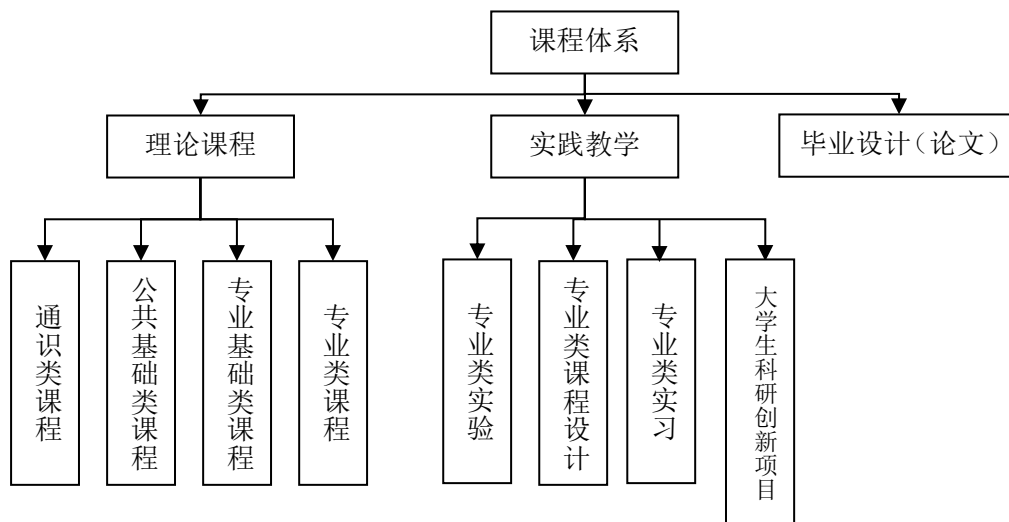 课程体系
理论课程
实践教学
毕业设计（论文）
通识类课程
公共基础类课程
专业基础类课程
专业类课程
专业类实验
专业类课程设计
专业类实习
大学生科研创新项目